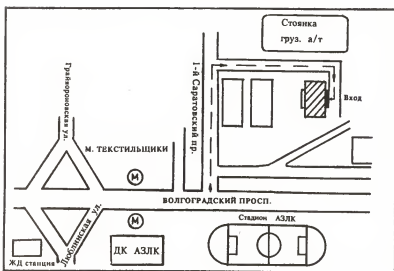 Стоянка
груз. а/т
Грайвороновская ул.
1-й Саратовский пр.
Вход
М. ТЕКСТИЛЬЩИКИ
М
ВОЛГОГРАДСКИЙ ПРОСП.
Люблинская ул.
М
Стадион АЗЛК
ДК АЗЛК
ЖД станция